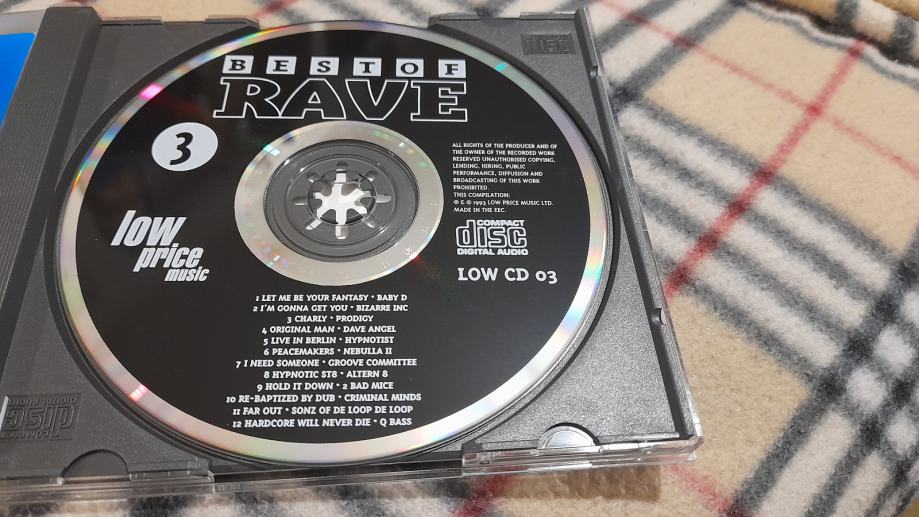 BEST OF
RAVE
3
ALL RIGHTS OF THE PRODUCER AND OF
THE OWNER OF THE RECORDED WORK
RESERVED UNAUTHORISED COPYING,
LENDING, HIRING, PUBLIC
PERFORMANCE, DIFFUSION AND
BROADCASTING OF THIS WORK
PROHIBITED.
THIS COMPILATION:
℗ & © 1993 LOW PRICE MUSIC LTD.
MADE IN THE EEC.
low
price
music
COMPACT
disc
DIGITAL AUDIO
LOW CD 03
1 LET ME BE YOUR FANTASY · BABY D
2 I'M GONNA GET YOU · BIZARRE INC
3 CHARLY · PRODIGY
4 ORIGINAL MAN · DAVE ANGEL
5 LIVE IN BERLIN · HYPNOTIST
6 PEACEMAKERS · NEBULLA II
7 I NEED SOMEONE · GROOVE COMMITTEE
8 HYPNOTIC ST8 · ALTERN 8
9 HOLD IT DOWN · 2 BAD MICE
10 RE-BAPTIZED BY DUB · CRIMINAL MINDS
11 FAR OUT · SONZ OF DE LOOP DE LOOP
12 HARDCORE WILL NEVER DIE · Q BASS
COMPACT
disc
DIGITAL AUDIO